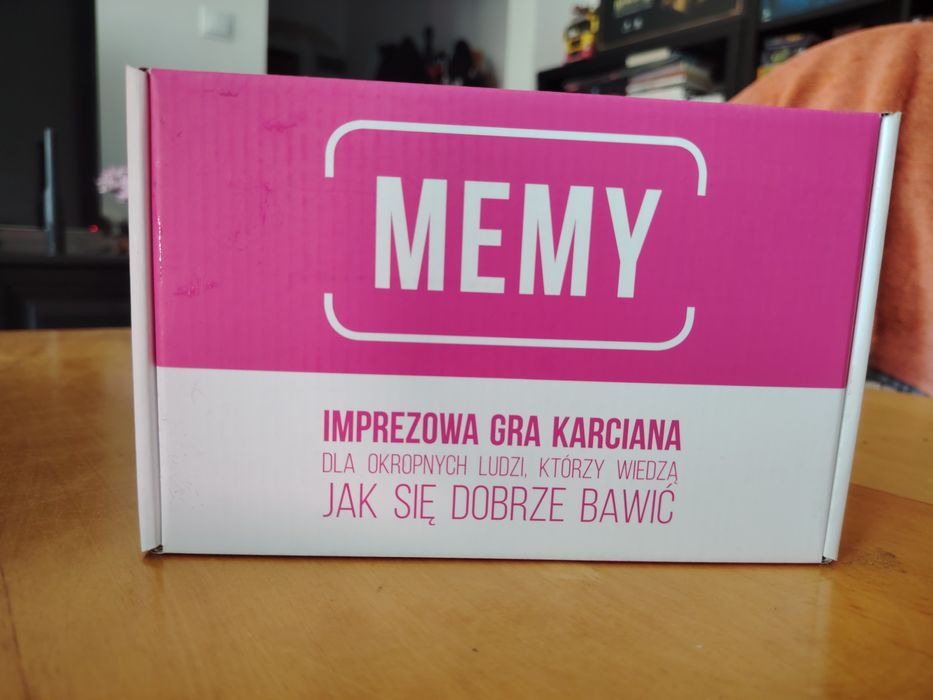 MEMY
IMPREZOWA GRA KARCIANA
DLA OKROPNYCH LUDZI, KTÓRZY WIEDZĄ
JAK SIĘ DOBRZE BAWIĆ